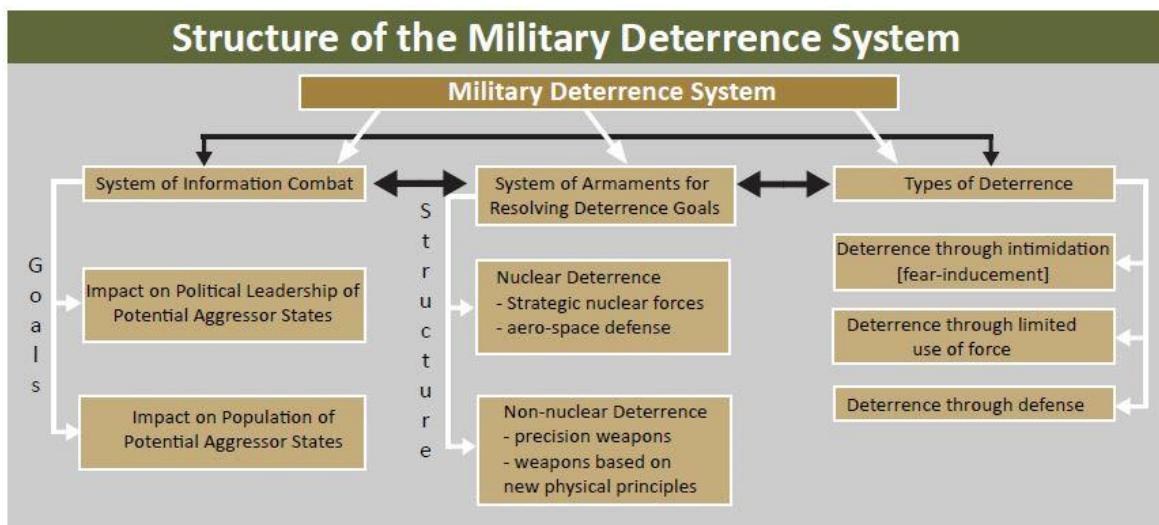 Structure of the Military Deterrence System
Military Deterrence System
System of Information Combat
Goals
Impact on Political Leadership of
Potential Aggressor States
Impact on Population of
Potential Aggressor States
System of Armaments for
Resolving Deterrence Goals
Structure
Nuclear Deterrence
- Strategic nuclear forces
- aero-space defense
Non-nuclear Deterrence
- precision weapons
- weapons based on
new physical principles
Types of Deterrence
Deterrence through intimidation
[fear-inducement]
Deterrence through limited
use of force
Deterrence through defense